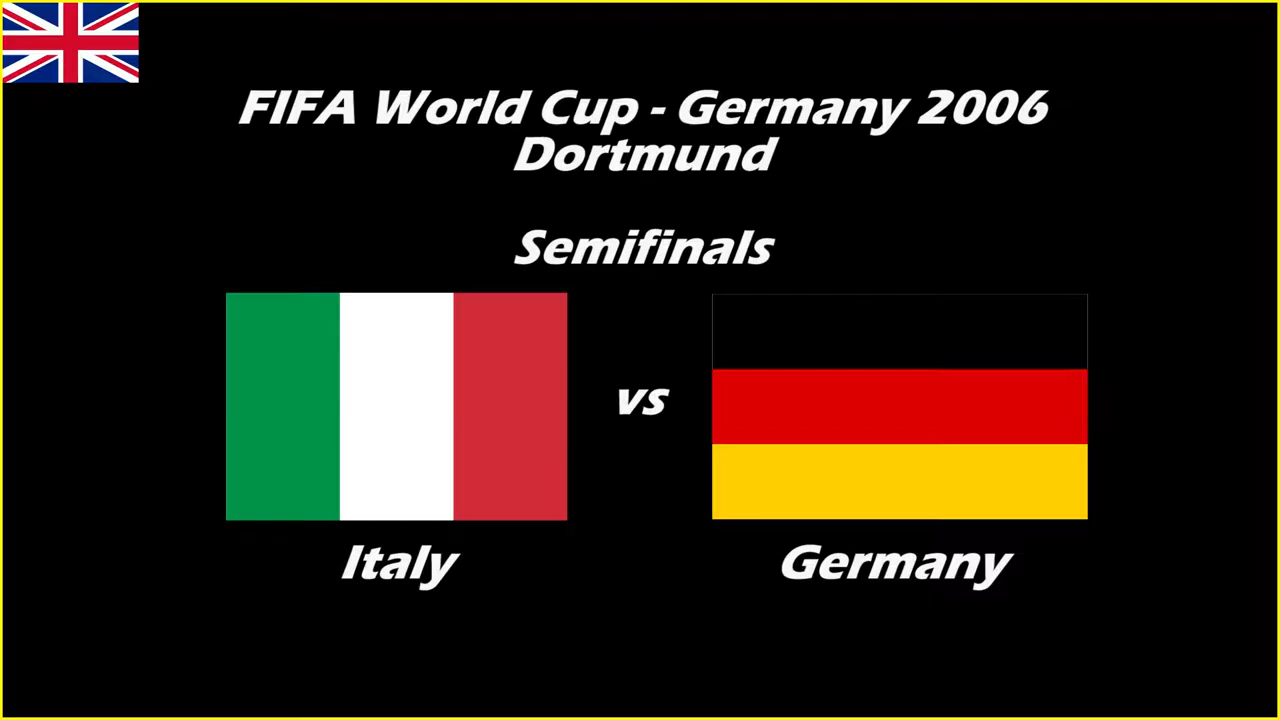 FIFA World Cup - Germany 2006
Dortmund
Semifinals
vs
Italy
Germany